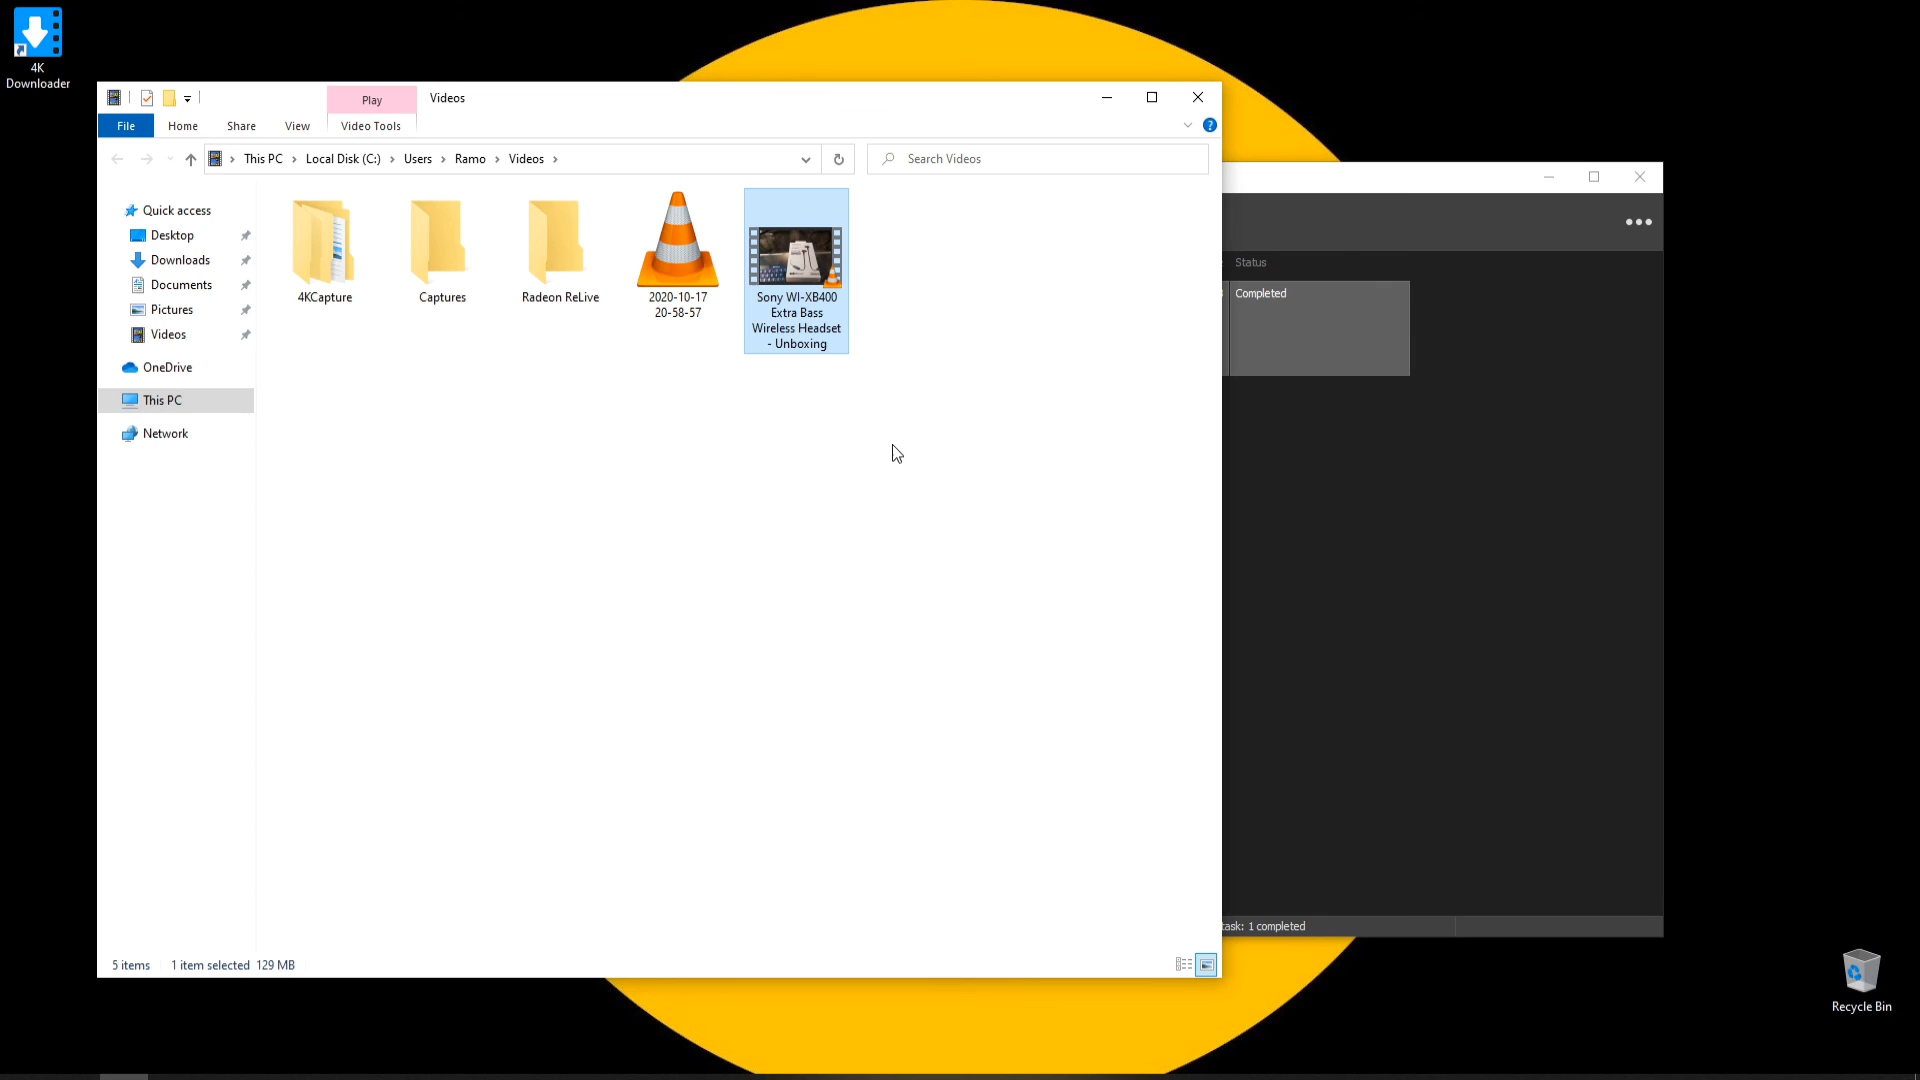 4K
Downloader
Play
Videos
File
Home
Share
View
Video Tools
This PC
Local Disk (C:)
Users
Ramo
Videos
Search Videos
Quick access
Desktop
Downloads
Documents
Pictures
Videos
OneDrive
This PC
Network
4KCapture
Captures
Radeon ReLive
2020-10-17
20-58-57
Sony WI-XB400
Extra Bass
Wireless Headset
- Unboxing
Status
Completed
task: 1 completed
5 items
1 item selected 129 MB
Recycle Bin